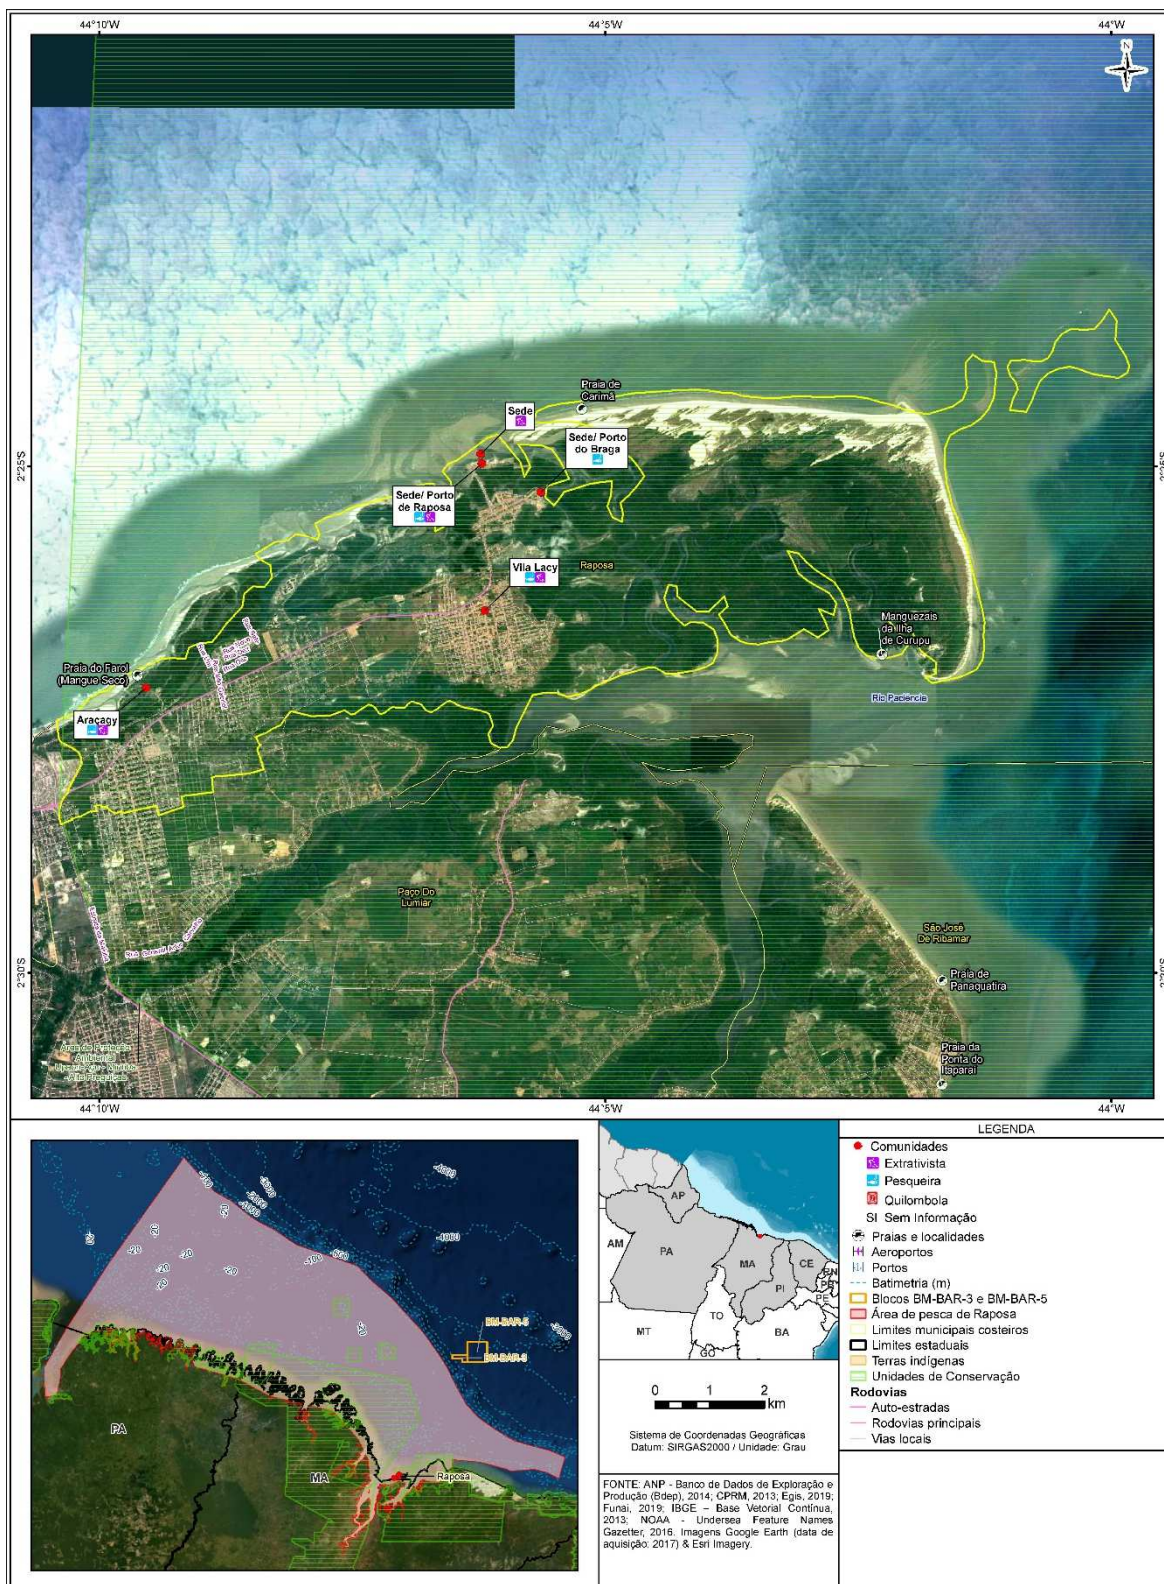 44°10'W
44°5'W
44°W
N
Praia de
Carimã
Sede
Sede/ Porto
do Braga
2°25'S
Sede/ Porto
de Raposa
Vila Lacy
Raposa
Manguezais
da Ilha
de Curupu
Praia do Farol
(Mangue Seco)
Rio Paciência
Araçagy
Paço Do
Lumiar
São José
De Ribamar
2°30'S
Praia de
Panaquatira
Praia da
Ponta do
Itaparaí
Área de Proteção
Ambiental
44°10'W
44°5'W
44°W
BM-BAR-5
BM-BAR-3
PA
MA
Raposa
AP
AM
PA
MA
CE
RN
PB
PE
PI
TO
MT
BA
GO
0 1 2
km
Sistema de Coordenadas Geográficas
Datum: SIRGAS2000 / Unidade: Grau
FONTE: ANP - Banco de Dados de Exploração e
Produção (Bdep), 2014; CPRM, 2013; Egis, 2019;
Funai, 2019; IBGE – Base Vetorial Contínua,
2013; NOAA - Undersea Feature Names
Gazetter, 2016. Imagens Google Earth (data de
aquisição: 2017) & Esri Imagery.
LEGENDA
Comunidades
Extrativista
Pesqueira
Quilombola
SI Sem Informação
Praias e localidades
Aeroportos
Portos
Batimetria (m)
Blocos BM-BAR-3 e BM-BAR-5
Área de pesca de Raposa
Limites municipais costeiros
Limites estaduais
Terras indígenas
Unidades de Conservação
Rodovias
Auto-estradas
Rodovias principais
Vias locais